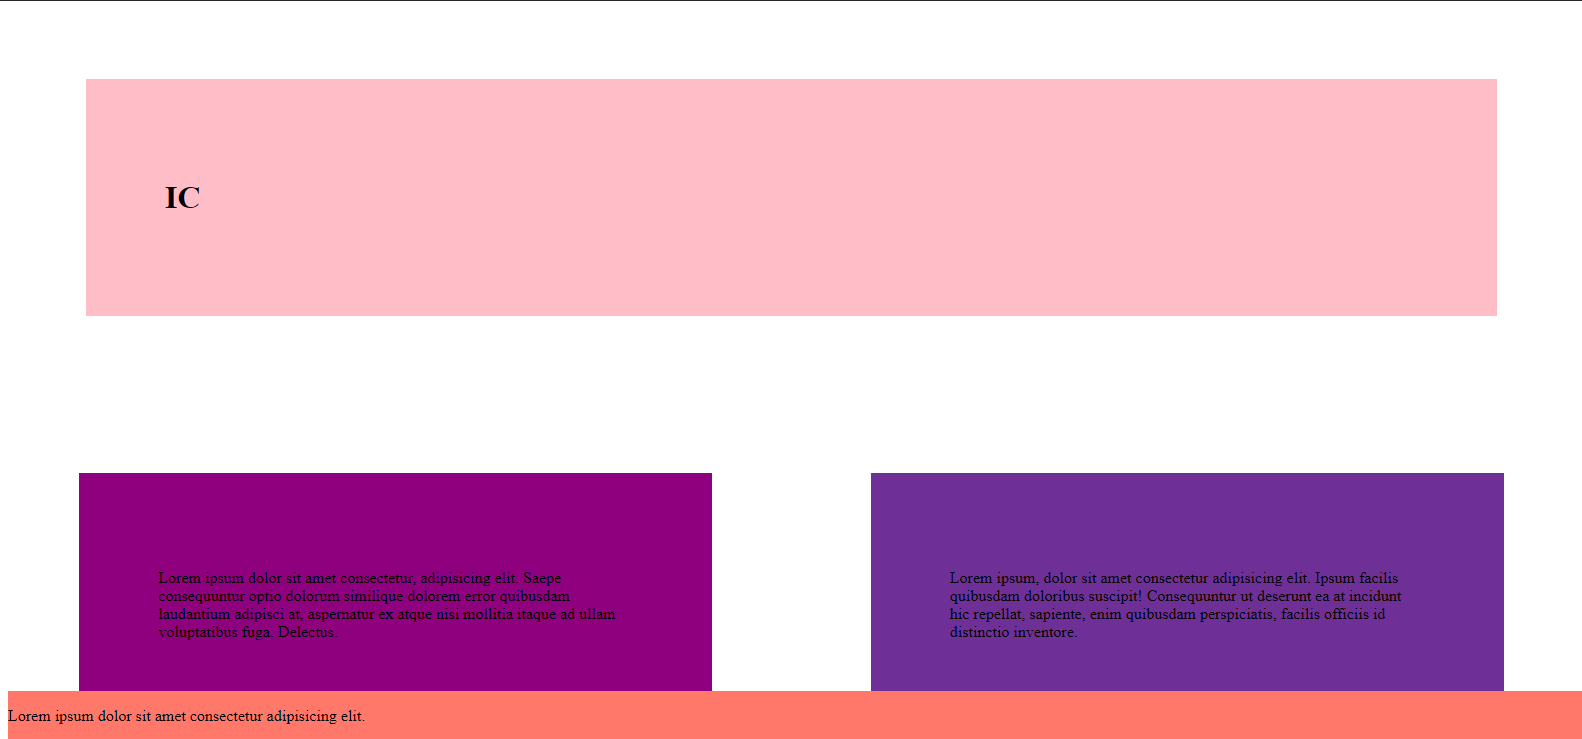 IC
Lorem ipsum dolor sit amet consectetur, adipisicing elit. Saepe
consequuntur optio dolorum similique dolorem error quibusdam
laudantium adipisci at, aspernatur ex atque nisi mollitia itaque ad ullam
voluptatibus fuga. Delectus.
Lorem ipsum, dolor sit amet consectetur adipisicing elit. Ipsum facilis
quibusdam doloribus suscipit! Consequuntur ut deserunt ea at incidunt
hic repellat, sapiente, enim quibusdam perspiciatis, facilis officiis id
distinctio inventore.
Lorem ipsum dolor sit amet consectetur adipisicing elit.